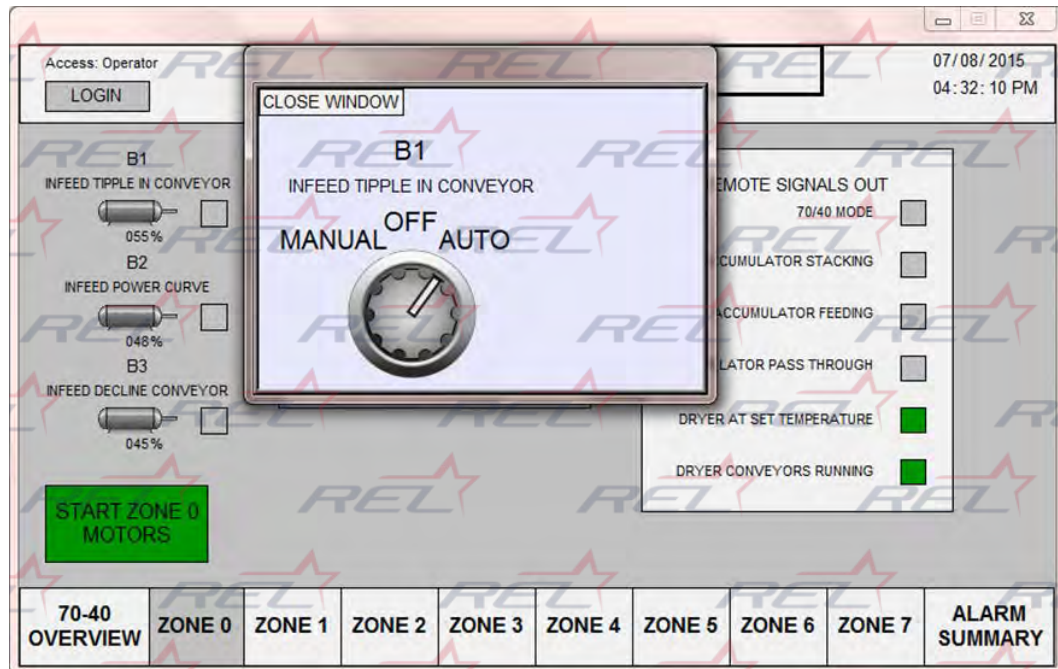 Access: Operator
LOGIN
07/08/2015
04:32:10 PM
CLOSE WINDOW
B1
INFEED TIPPLE IN CONVEYOR
MANUAL OFF AUTO
B1
INFEED TIPPLE IN CONVEYOR
055%
B2
INFEED POWER CURVE
048%
B3
INFEED DECLINE CONVEYOR
045%
START ZONE 0
MOTORS
SIGNALS OUT
70/40 MODE
STACKING
ACCUMULATOR FEEDING
PASS THROUGH
DRYER AT SET TEMPERATURE
DRYER CONVEYORS RUNNING
70-40
OVERVIEW
ZONE 0
ZONE 1
ZONE 2
ZONE 3
ZONE 4
ZONE 5
ZONE 6
ZONE 7
ALARM
SUMMARY
REL